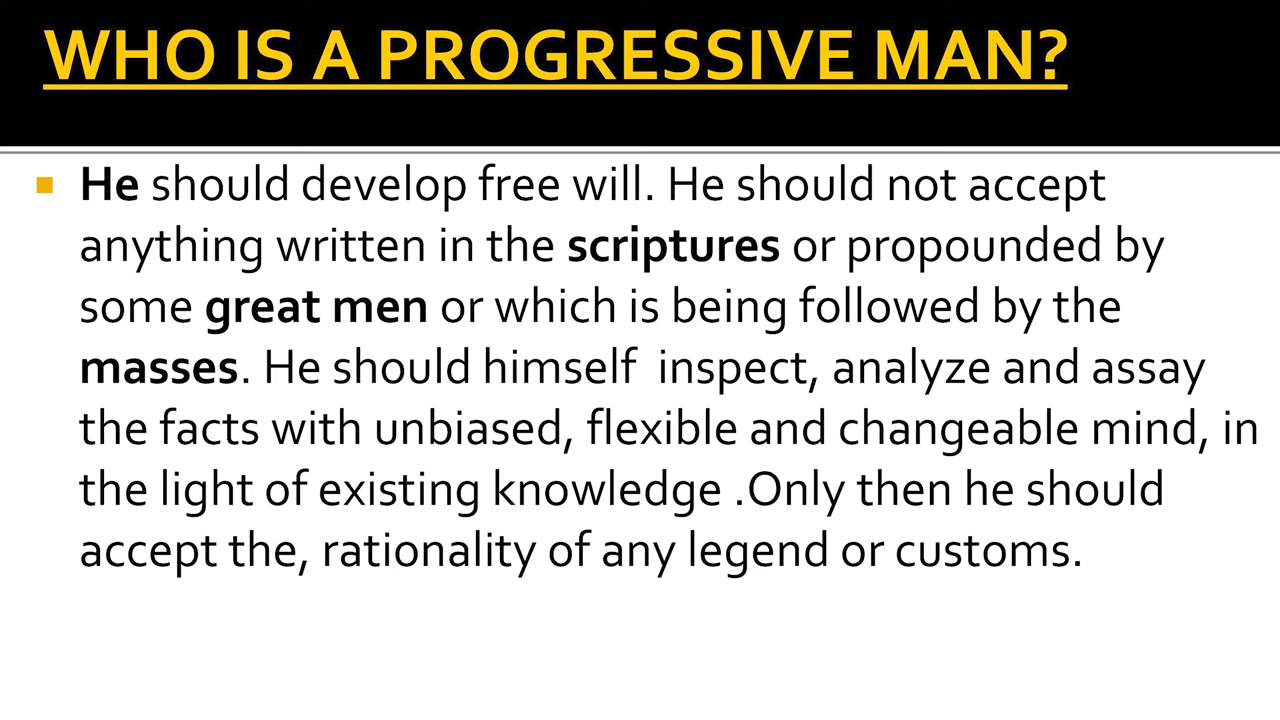 WHO IS A PROGRESSIVE MAN?
He should develop free will. He should not accept
anything written in the scriptures or propounded by
some great men or which is being followed by the
masses. He should himself  inspect, analyze and assay
the facts with unbiased, flexible and changeable mind, in
the light of existing knowledge .Only then he should
accept the, rationality of any legend or customs.